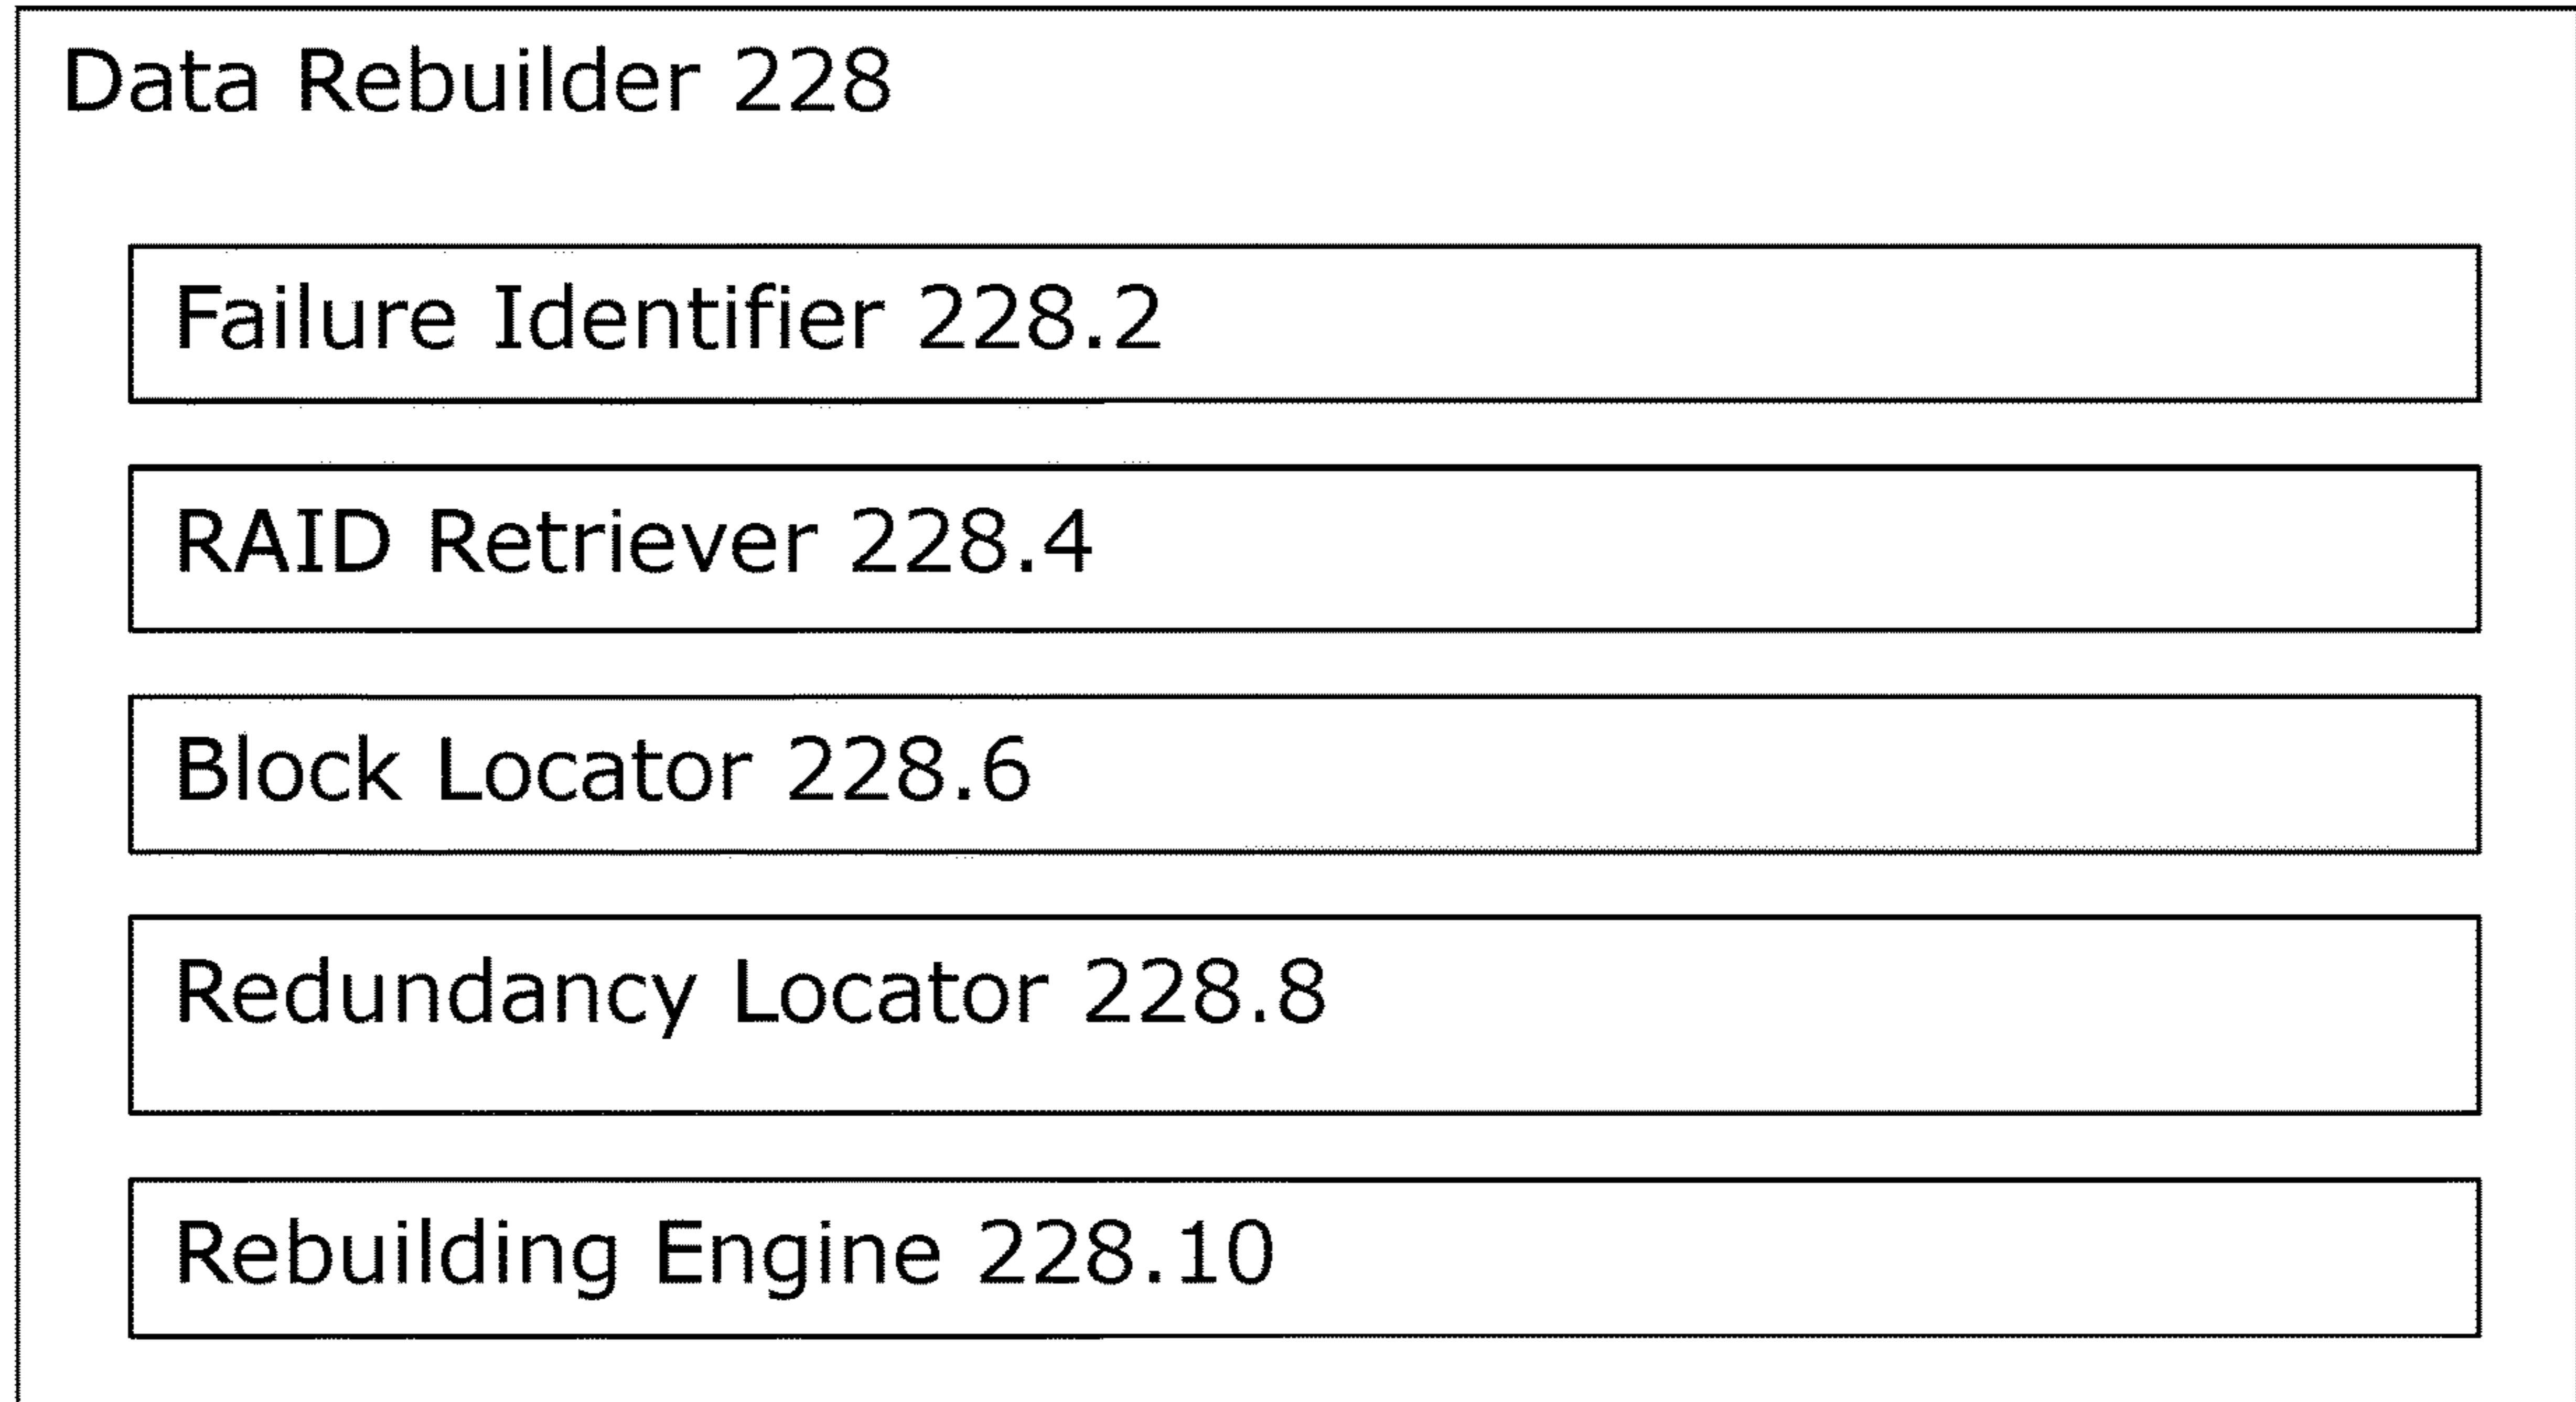 Data Rebuilder 228
Failure Identifier 228.2
RAID Retriever 228.4
Block Locator 228.6
Redundancy Locator 228.8
Rebuilding Engine 228.10